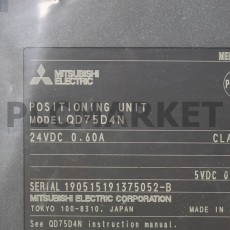 MITSUBISHI
ELECTRIC
POSITIONING UNIT
MODEL QD75D4N
24VDC 0.60A
5VDC 0
SERIAL 190515191375052-B
MITSUBISHI ELECTRIC CORPORATION
TOKYO 100-8310, JAPAN MADE IN
See QD75D4N instruction manual.